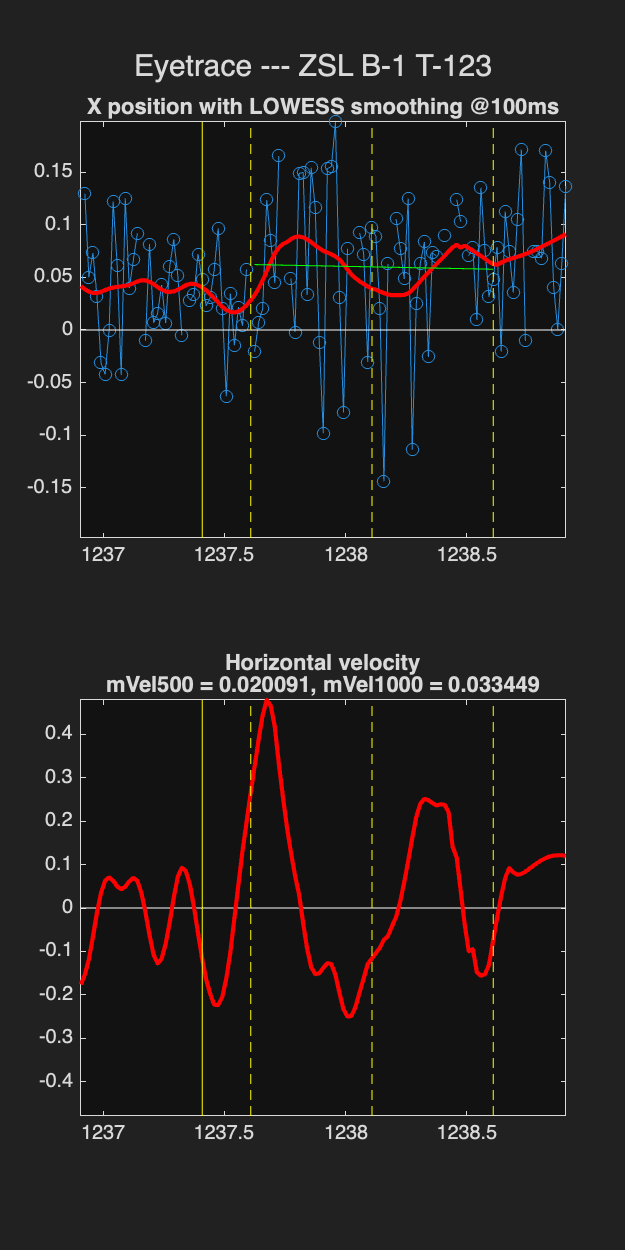 Eyetrace --- ZSL B-1 T-123
X position with LOWESS smoothing @100ms
0.15
0.1
0.05
0
-0.05
-0.1
-0.15
1237 1237.5 1238 1238.5
Horizontal velocity
mVel500 = 0.020091, mVel1000 = 0.033449
0.4
0.3
0.2
0.1
0
-0.1
-0.2
-0.3
-0.4
1237 1237.5 1238 1238.5